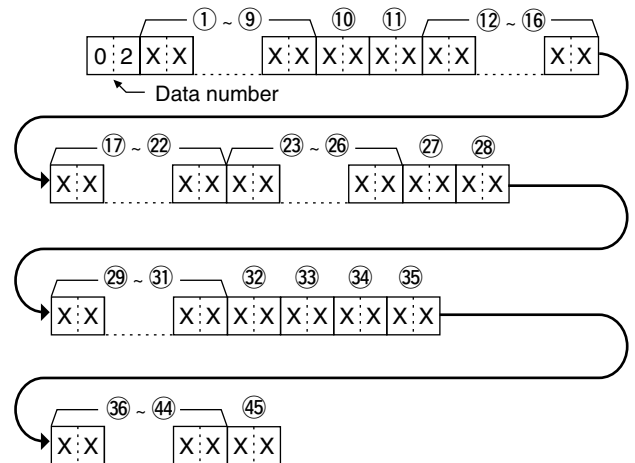 ① ~ ⑨ ⑩ ⑪ ⑫ ~ ⑯
0 2 X X X X X X X X X X X X
Data number
⑰ ~ ㉒ ㉓ ~ ㉖ ㉗ ㉘
X X X X X X X X X X X X
㉙ ~ ㉛ ㉜ ㉝ ㉞ ㉟
X X X X X X X X X X X X
㊱ ~ ㊹ ㊺
X X X X X X